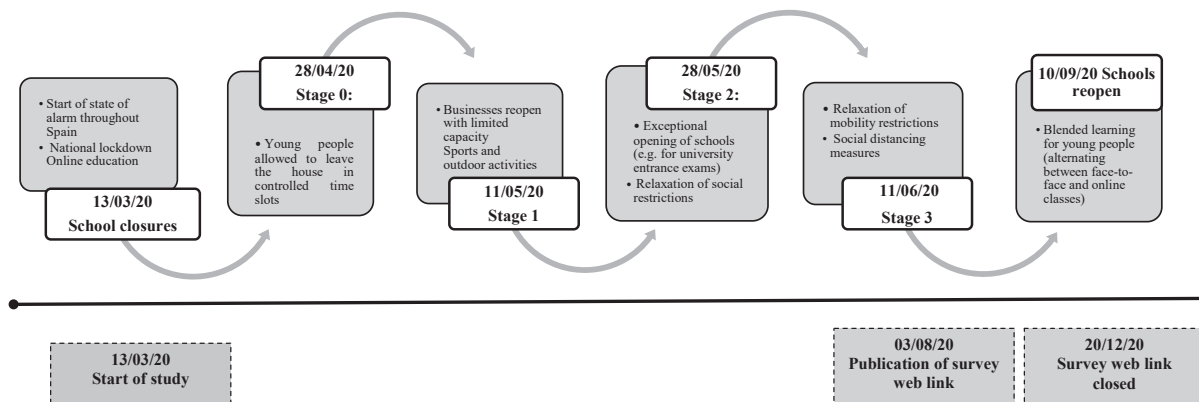 • Start of state of
alarm throughout
Spain
• National lockdown
Online education
13/03/20
School closures
28/04/20
Stage 0:
• Young people
allowed to leave
the house in
controlled time
slots
• Businesses reopen
with limited
capacity
Sports and
outdoor activities
11/05/20
Stage 1
28/05/20
Stage 2:
• Exceptional
opening of schools
(e.g. for university
entrance exams)
• Relaxation of social
restrictions
• Relaxation of
mobility restrictions
• Social distancing
measures
11/06/20
Stage 3
10/09/20 Schools
reopen
• Blended learning
for young people
(alternating
between face-to-
face and online
classes)
13/03/20
Start of study
03/08/20
Publication of survey
web link
20/12/20
Survey web link
closed